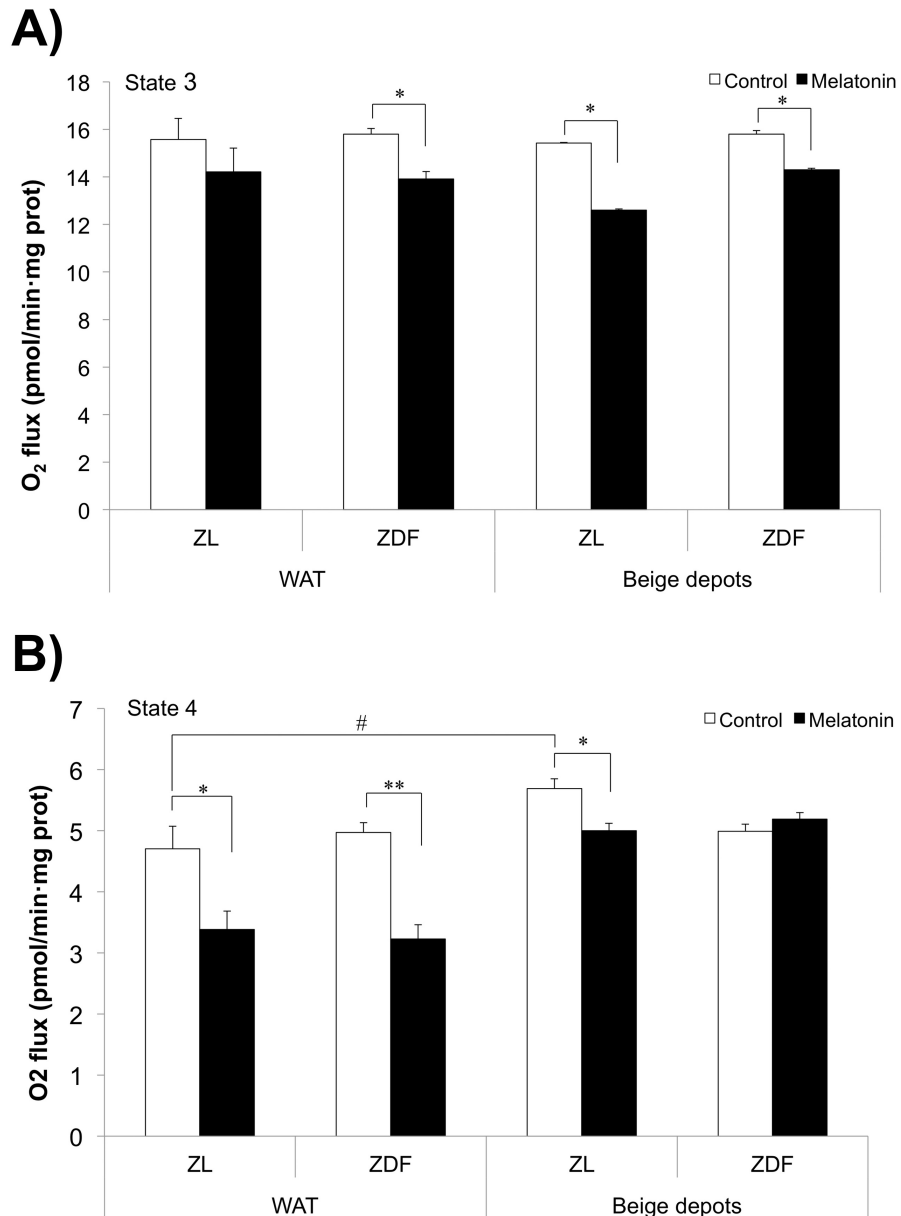 A)
State 3
Control Melatonin
O2 flux (pmol/min·mg prot)
18
16
14
12
10
8
6
4
2
0
*
*
*
ZL ZDF ZL ZDF
WAT Beige depots
B)
State 4
Control Melatonin
O2 flux (pmol/min·mg prot)
7
6
5
4
3
2
1
0
#
*
**
*
ZL ZDF ZL ZDF
WAT Beige depots